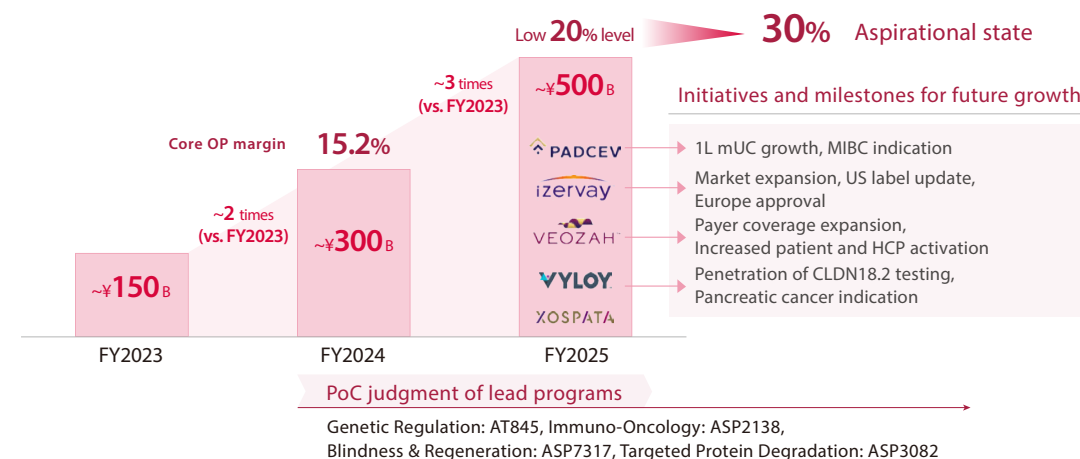 Low 20% level
30% Aspirational state
~3 times
(vs. FY2023)
~¥500 B
Initiatives and milestones for future growth
Core OP margin 15.2%
PADCEV
1L mUC growth, MIBC indication
izervay
Market expansion, US label update,
Europe approval
~2 times
(vs. FY2023)
~¥300 B
VEOZAH™
Payer coverage expansion,
Increased patient and HCP activation
~¥150 B
VYLOY
Penetration of CLDN18.2 testing,
Pancreatic cancer indication
XOSPATA
FY2023
FY2024
FY2025
PoC judgment of lead programs
Genetic Regulation: AT845, Immuno-Oncology: ASP2138,
Blindness & Regeneration: ASP7317, Targeted Protein Degradation: ASP3082